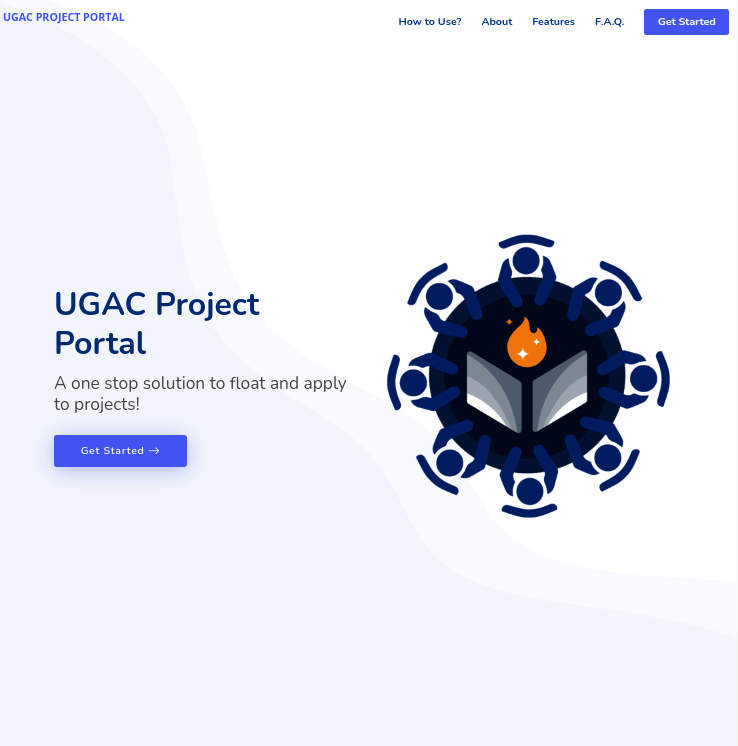 UGAC PROJECT PORTAL
How to Use? About Features F.A.Q. Get Started
UGAC Project
Portal
A one stop solution to float and apply
to projects!
Get Started →